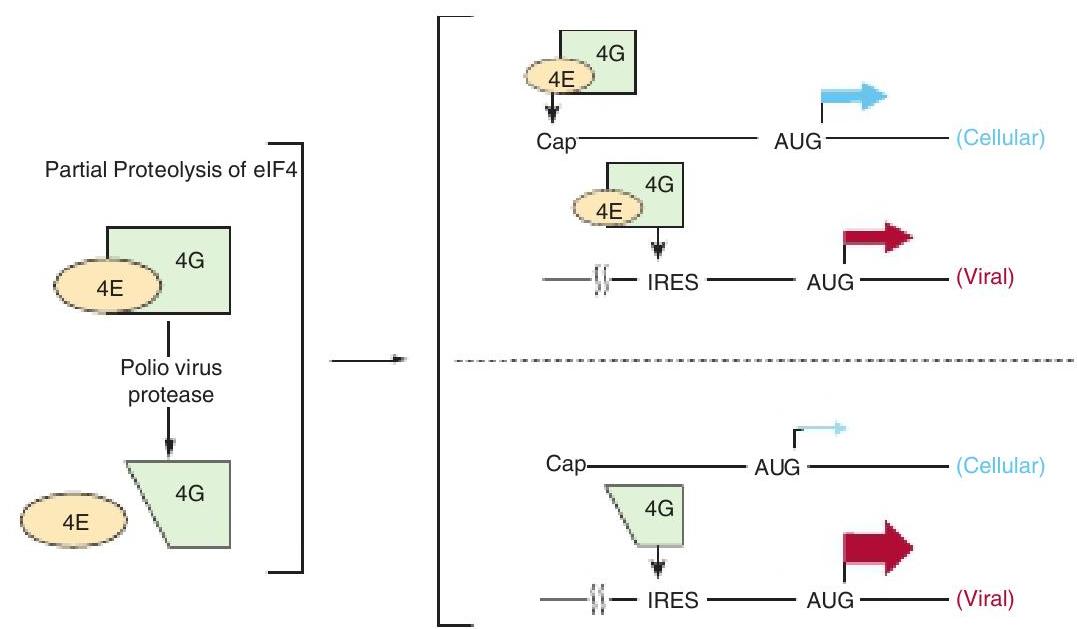 Partial Proteolysis of eIF4
4G
4E
Polio virus
protease
4G
4E
4G
4E
Cap AUG (Cellular)
4G
4E
IRES AUG (Viral)
Cap AUG (Cellular)
4G
IRES AUG (Viral)